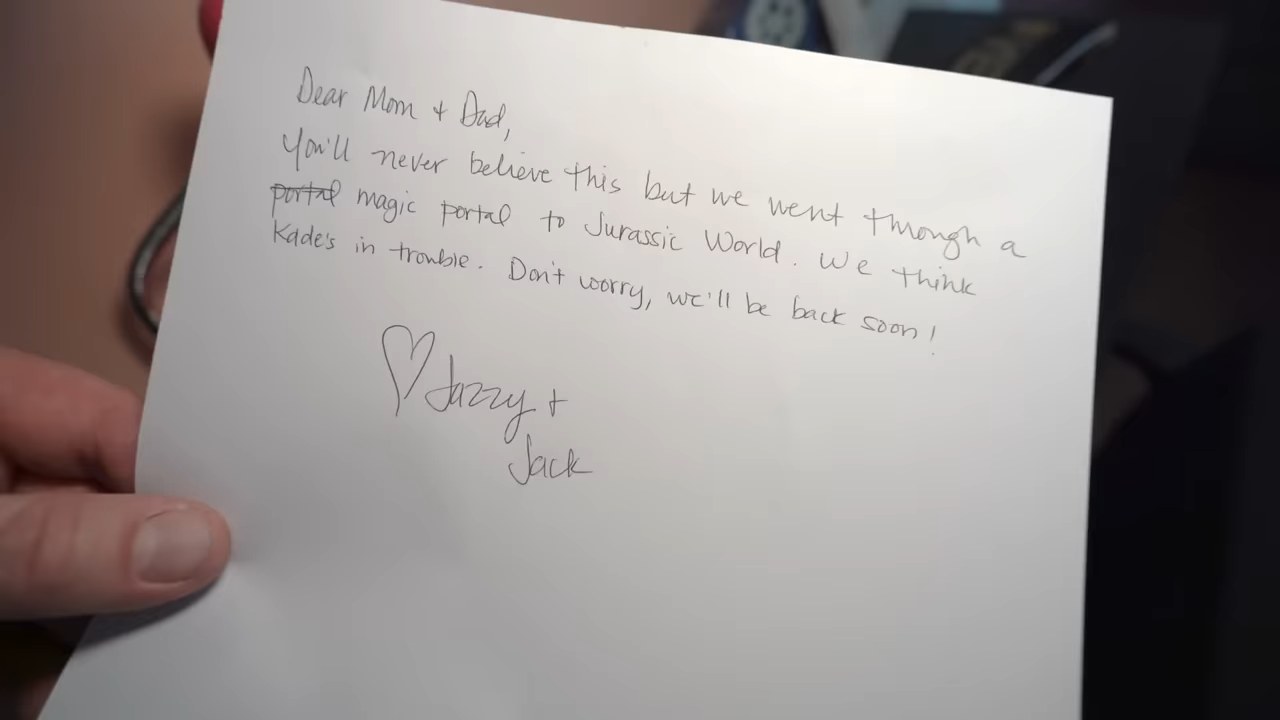 Dear Mom + Dad,
You'll never believe this but we went through a
portal magic portal to Jurassic World. We think
Kade's in trouble. Don't worry, we'll be back soon!
♡ Jazzy +
Jack